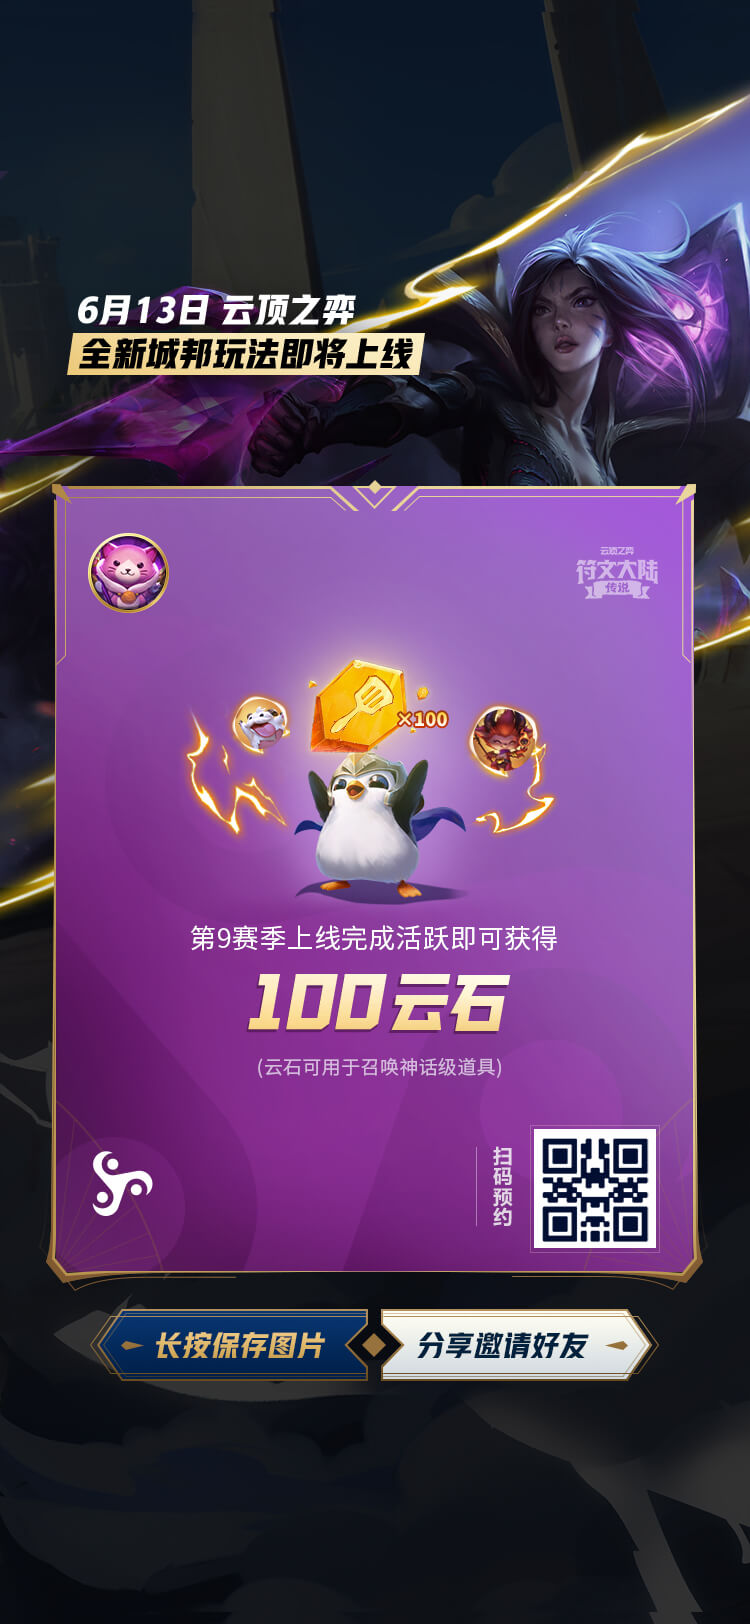 6月13日 云顶之弈
全新城邦玩法即将上线
云顶之弈
符文大陆
传说
×100
第9赛季上线完成活跃即可获得
100云石
(云石可用于召唤神话级道具)
扫码预约
长按保存图片
分享邀请好友